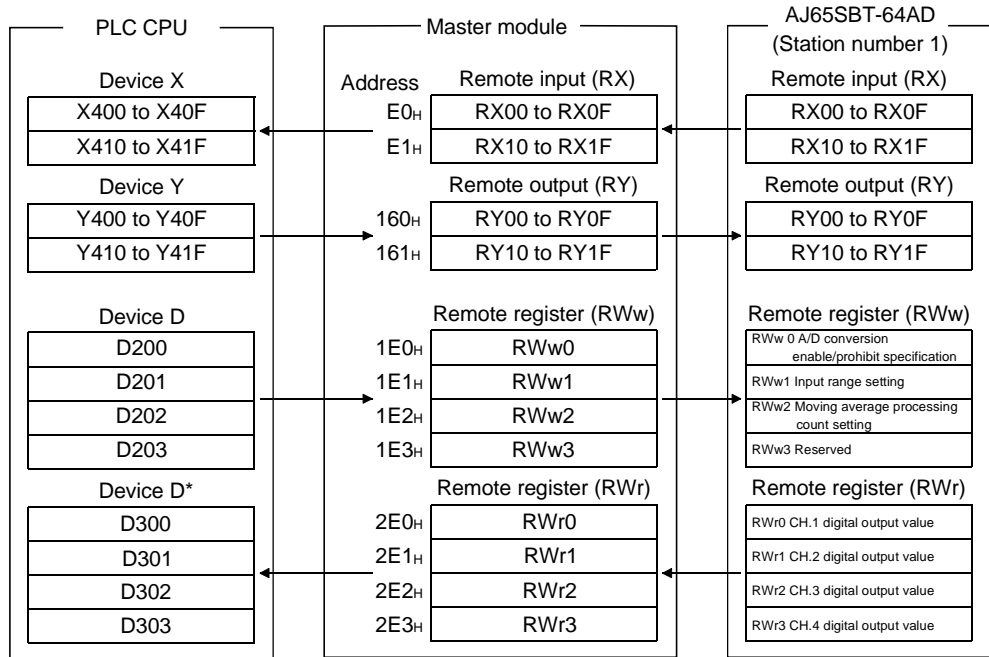 PLC CPU
Device X
X400 to X40F
X410 to X41F
Device Y
Y400 to Y40F
Y410 to Y41F
Device D
D200
D201
D202
D203
Device D*
D300
D301
D302
D303
Master module
Address
Remote input (RX)
E0H
RX00 to RX0F
E1H
RX10 to RX1F
Remote output (RY)
160H
RY00 to RY0F
161H
RY10 to RY1F
Remote register (RWw)
1E0H
RWw0
1E1H
RWw1
1E2H
RWw2
1E3H
RWw3
Remote register (RWr)
2E0H
RWr0
2E1H
RWr1
2E2H
RWr2
2E3H
RWr3
AJ65SBT-64AD
(Station number 1)
Remote input (RX)
RX00 to RX0F
RX10 to RX1F
Remote output (RY)
RY00 to RY0F
RY10 to RY1F
Remote register (RWw)
RWw 0 A/D conversion
enable/prohibit specification
RWw1 Input range setting
RWw2 Moving average processing
count setting
RWw3 Reserved
Remote register (RWr)
RWr0 CH.1 digital output value
RWr1 CH.2 digital output value
RWr2 CH.3 digital output value
RWr3 CH.4 digital output value